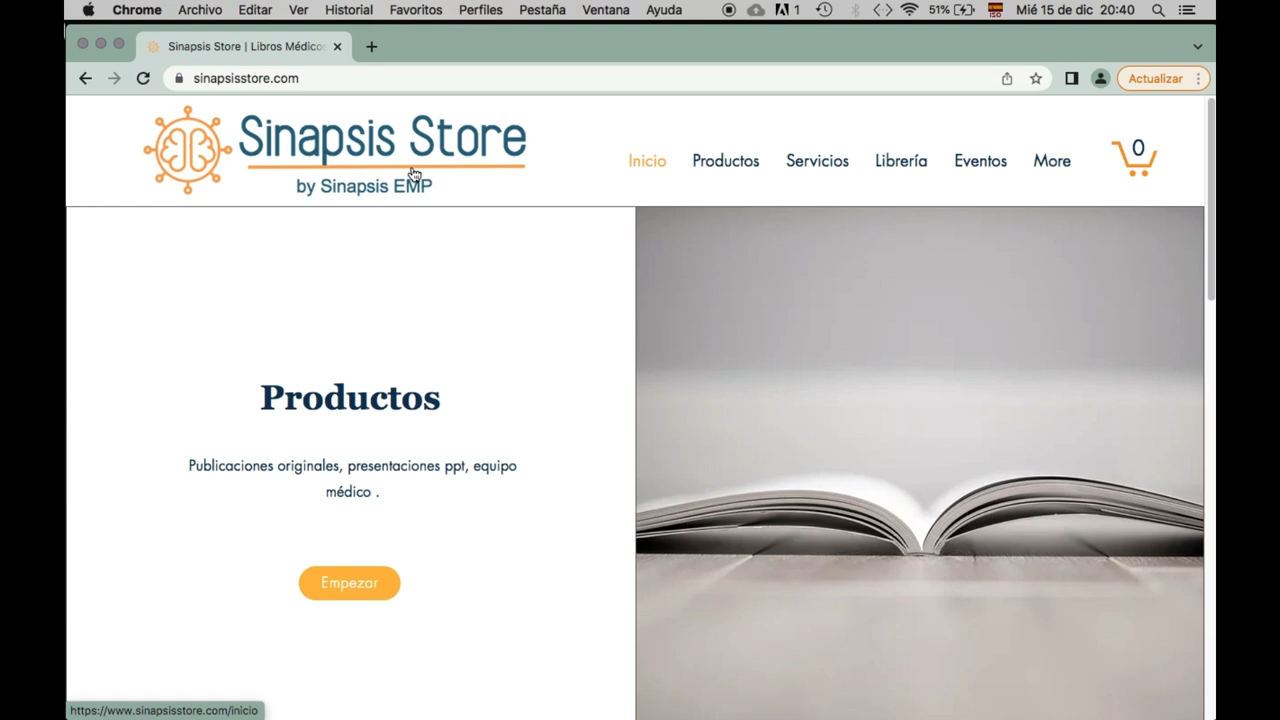 Chrome Archivo Editar Ver Historial Favoritos Perfiles Pestaña Ventana Ayuda 1 51% ISO Mié 15 de dic 20:40
Sinapsis Store | Libros Médicos
sinapsisstore.com Actualizar
Sinapsis Store
by Sinapsis EMP
Inicio Productos Servicios Librería Eventos More 0
Productos
Publicaciones originales, presentaciones ppt, equipo
médico .
Empezar
https://www.sinapsisstore.com/inicio